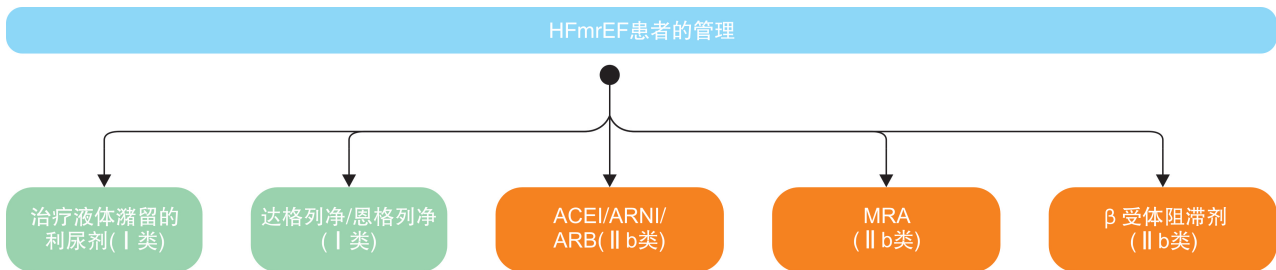 HFmrEF患者的管理
治疗液体潴留的
利尿剂(Ⅰ类)
达格列净/恩格列净
(Ⅰ类)
ACEI/ARNI/
ARB(Ⅱb类)
MRA
(Ⅱb类)
β受体阻滞剂
(Ⅱb类)